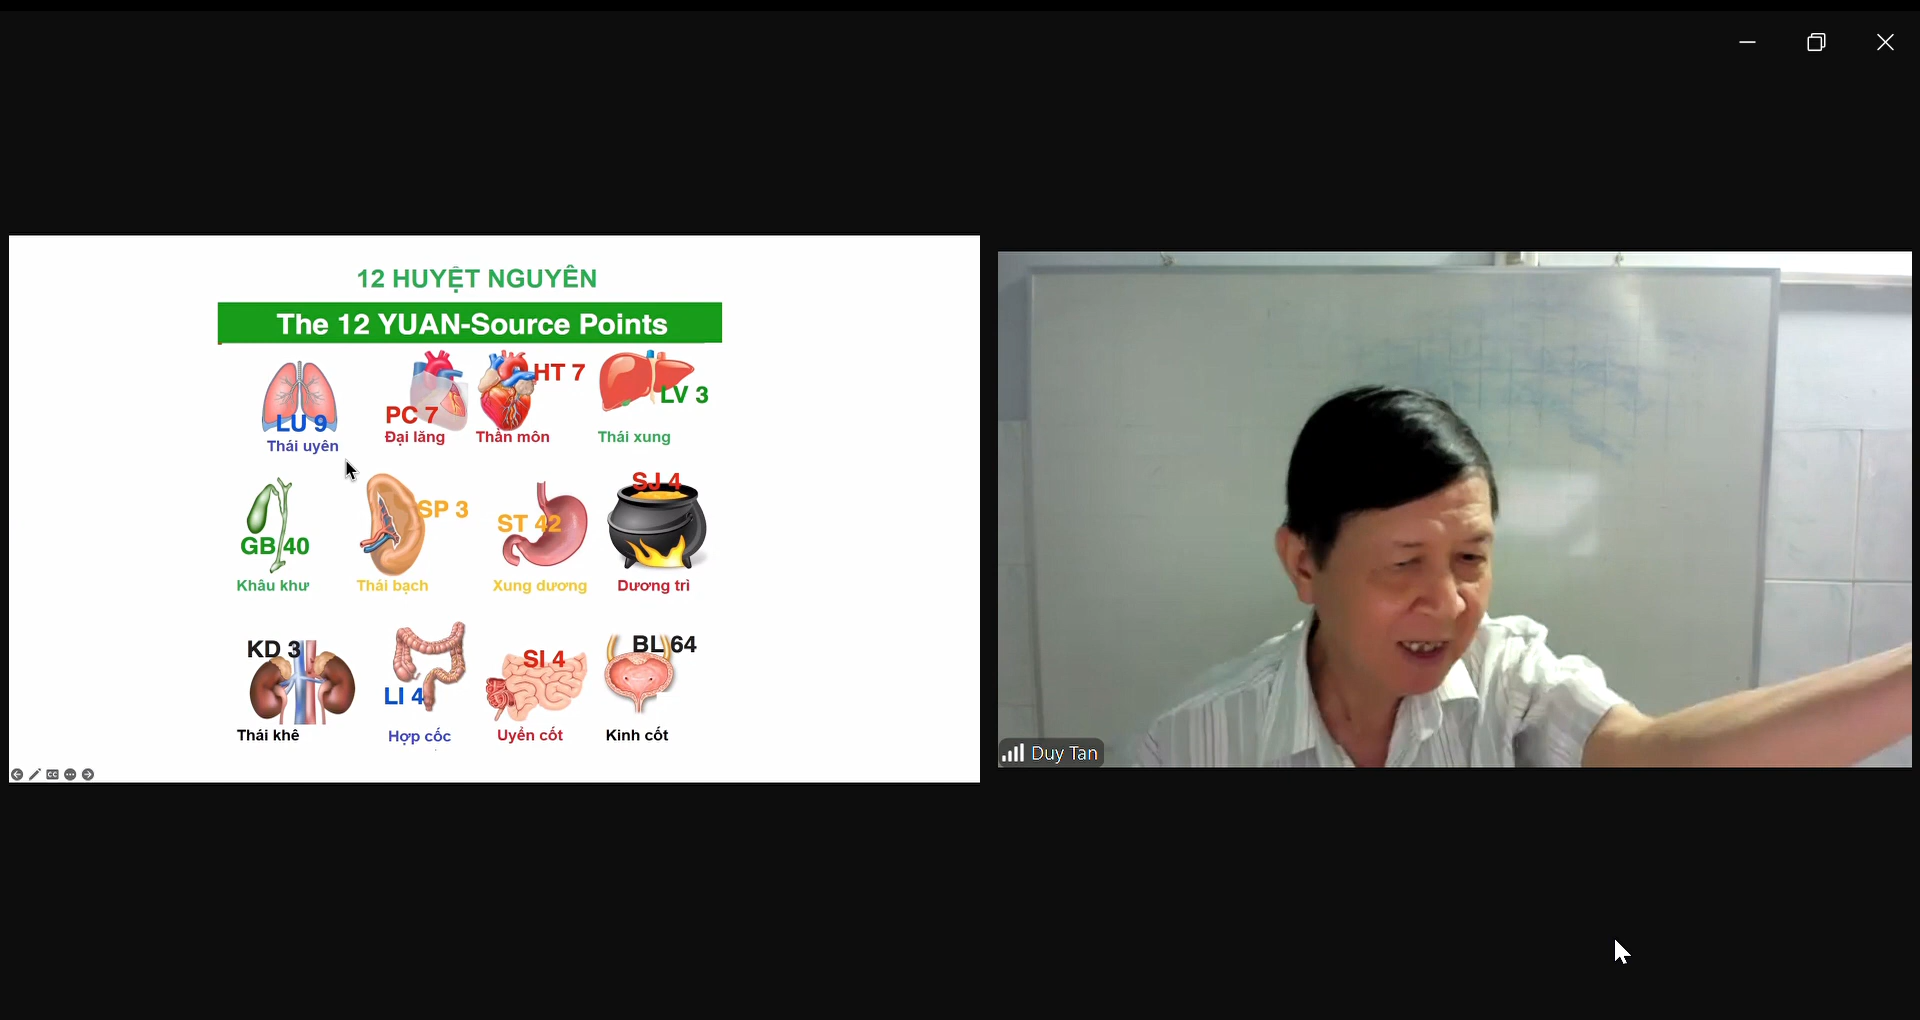 12 HUYỆT NGUYÊN
The 12 YUAN-Source Points
LU 9
Thái uyên
PC 7
Đại lăng
HT 7
Thần môn
LV 3
Thái xung
GB 40
Khâu khư
SP 3
Thái bạch
ST 42
Xung dương
SJ 4
Dương trì
KD 3
Thái khê
LI 4
Hợp cốc
SI 4
Uyển cốt
BL 64
Kinh cốt
CC
Duy Tan